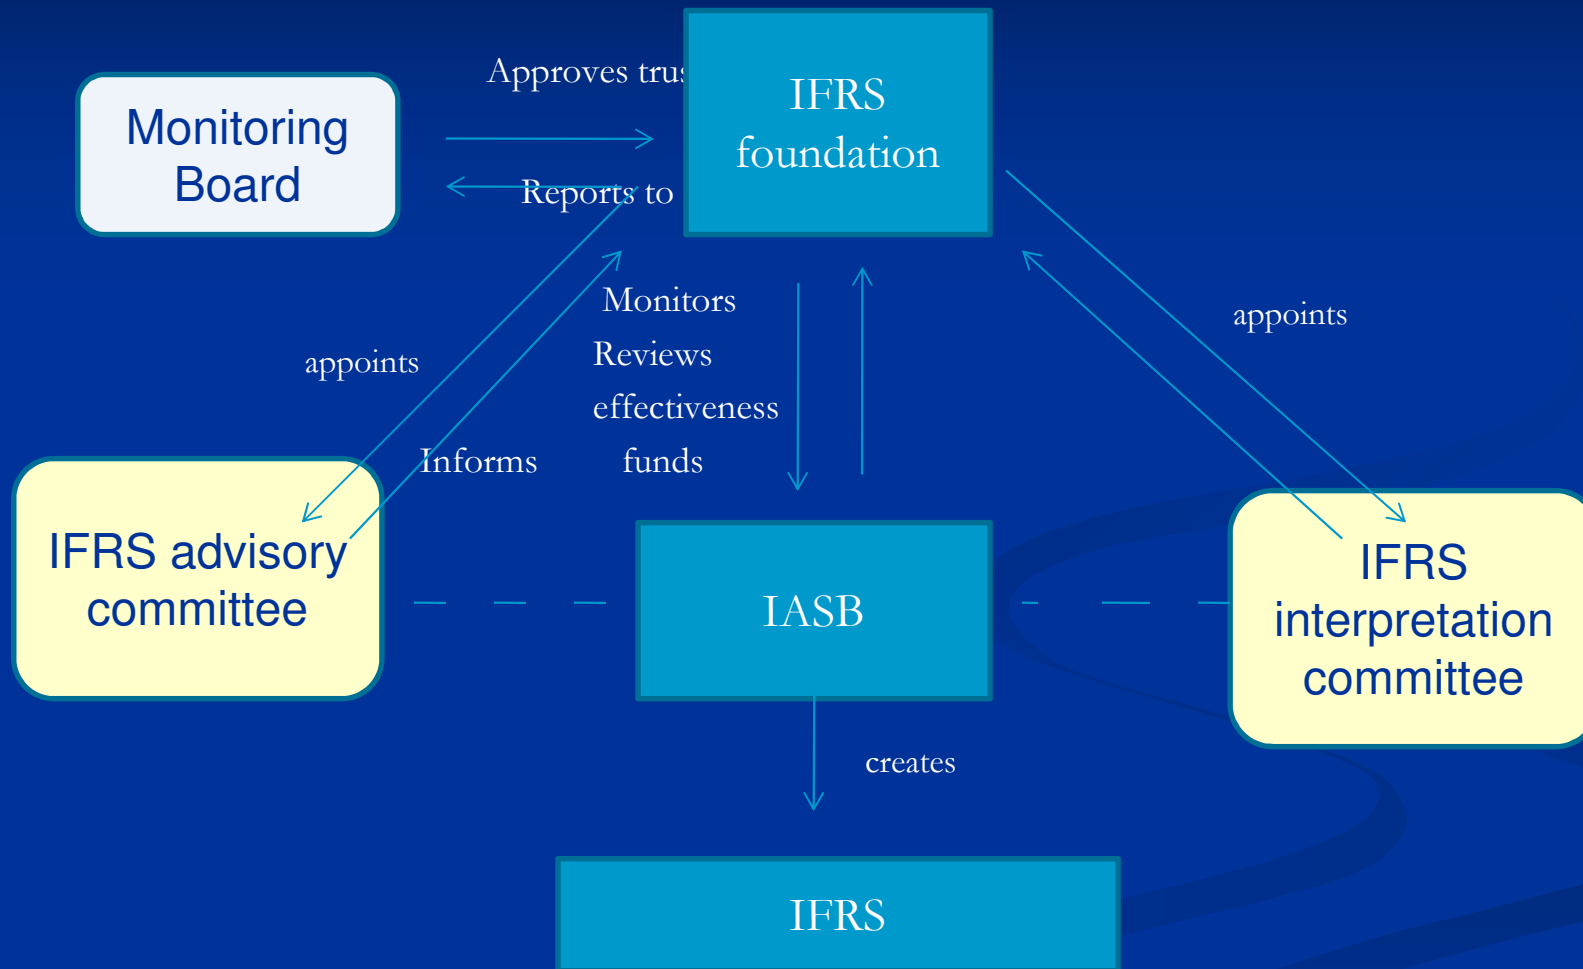 Approves
IFRS
foundation
Monitoring
Board
Reports to
Monitors
Reviews
effectiveness
funds
appoints
appoints
Informs
IFRS advisory
committee
IASB
IFRS
interpretation
committee
creates
IFRS